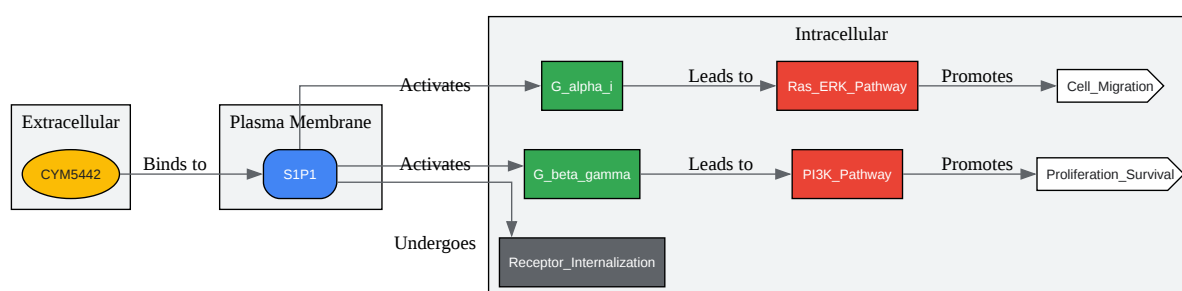 Intracellular
Activates
G_alpha_i
Leads to
Ras_ERK_Pathway
Promotes
Cell_Migration
Extracellular
Plasma Membrane
CYM5442
Binds to
S1P1
Activates
G_beta_gamma
Leads to
PI3K_Pathway
Promotes
Proliferation_Survival
Undergoes
Receptor_Internalization